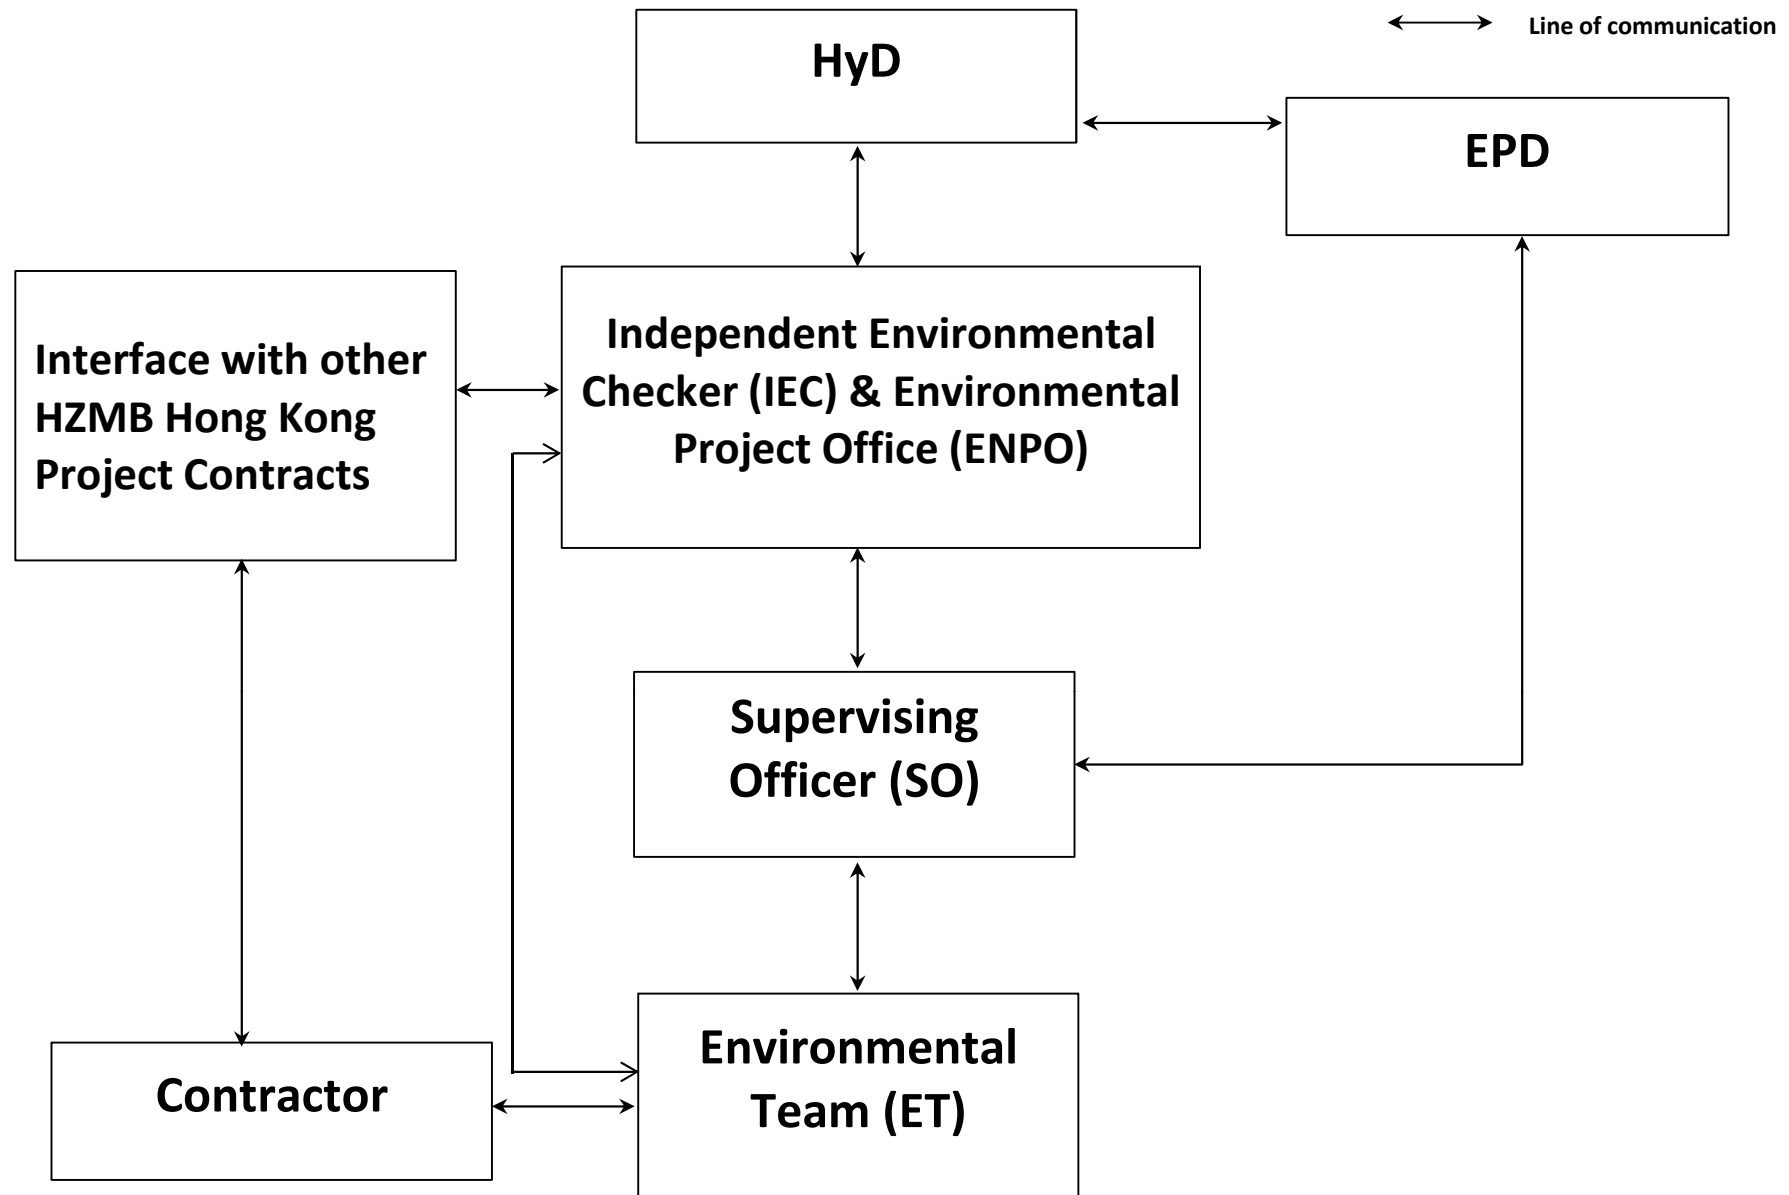 HyD
Line of communication
EPD
Interface with other
HZMB Hong Kong
Project Contracts
Independent Environmental
Checker (IEC) & Environmental
Project Office (ENPO)
Supervising
Officer (SO)
Contractor
Environmental
Team (ET)